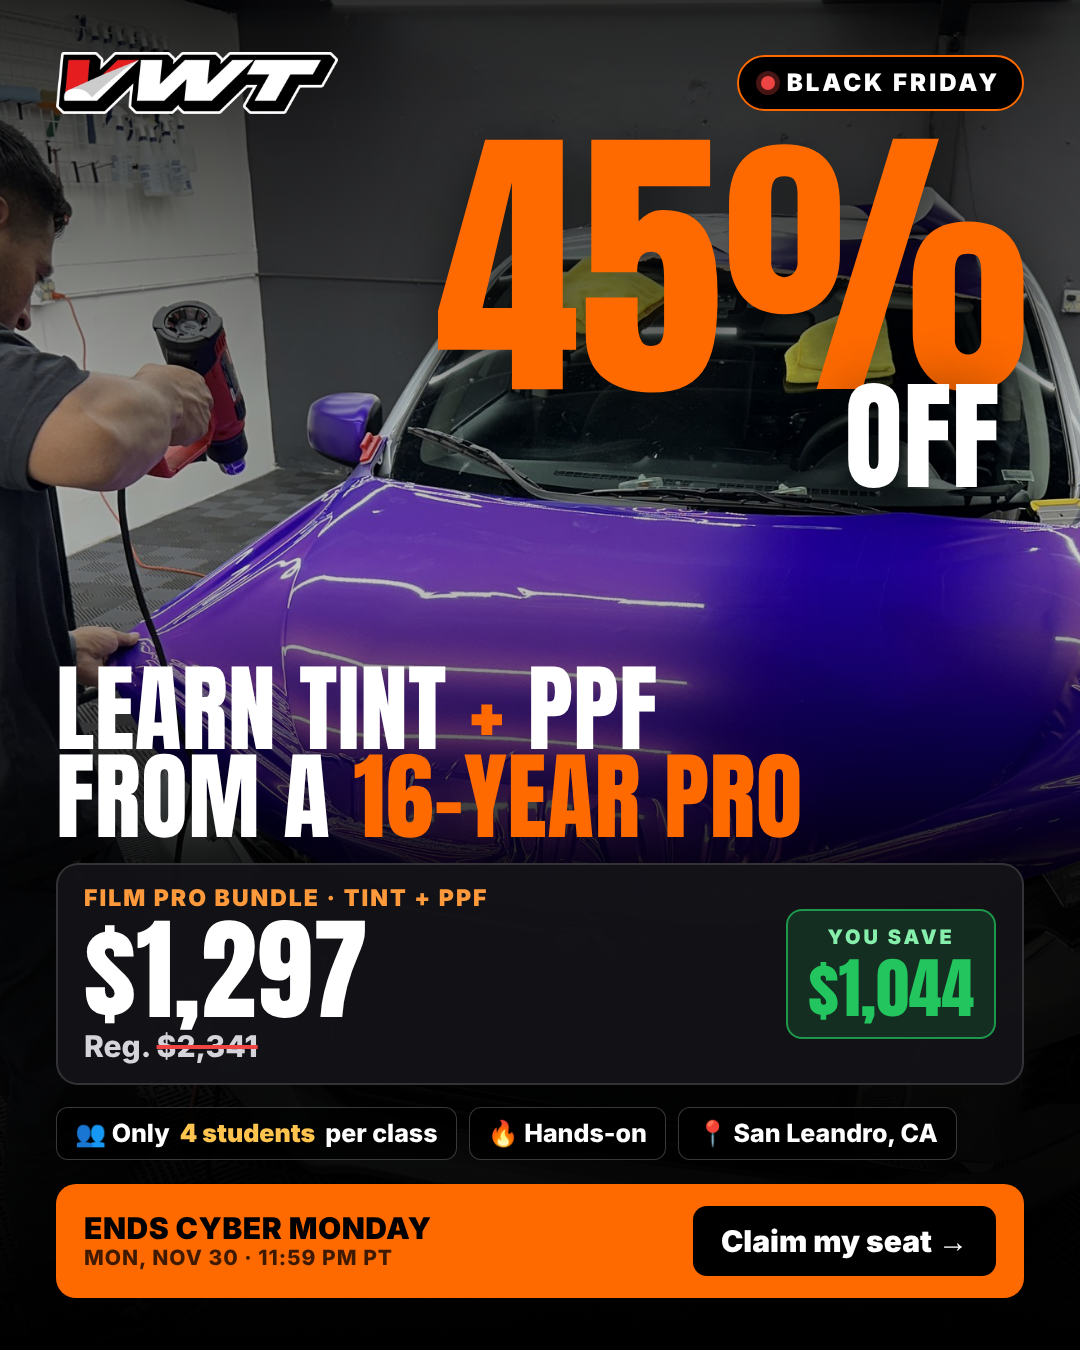 VWT
BLACK FRIDAY
45%
OFF
LEARN TINT + PPF
FROM A 16-YEAR PRO
FILM PRO BUNDLE · TINT + PPF
$1,297
Reg. $2,341
YOU SAVE
$1,044
👥 Only 4 students per class
🔥 Hands-on
📍 San Leandro, CA
ENDS CYBER MONDAY
MON, NOV 30 · 11:59 PM PT
Claim my seat →